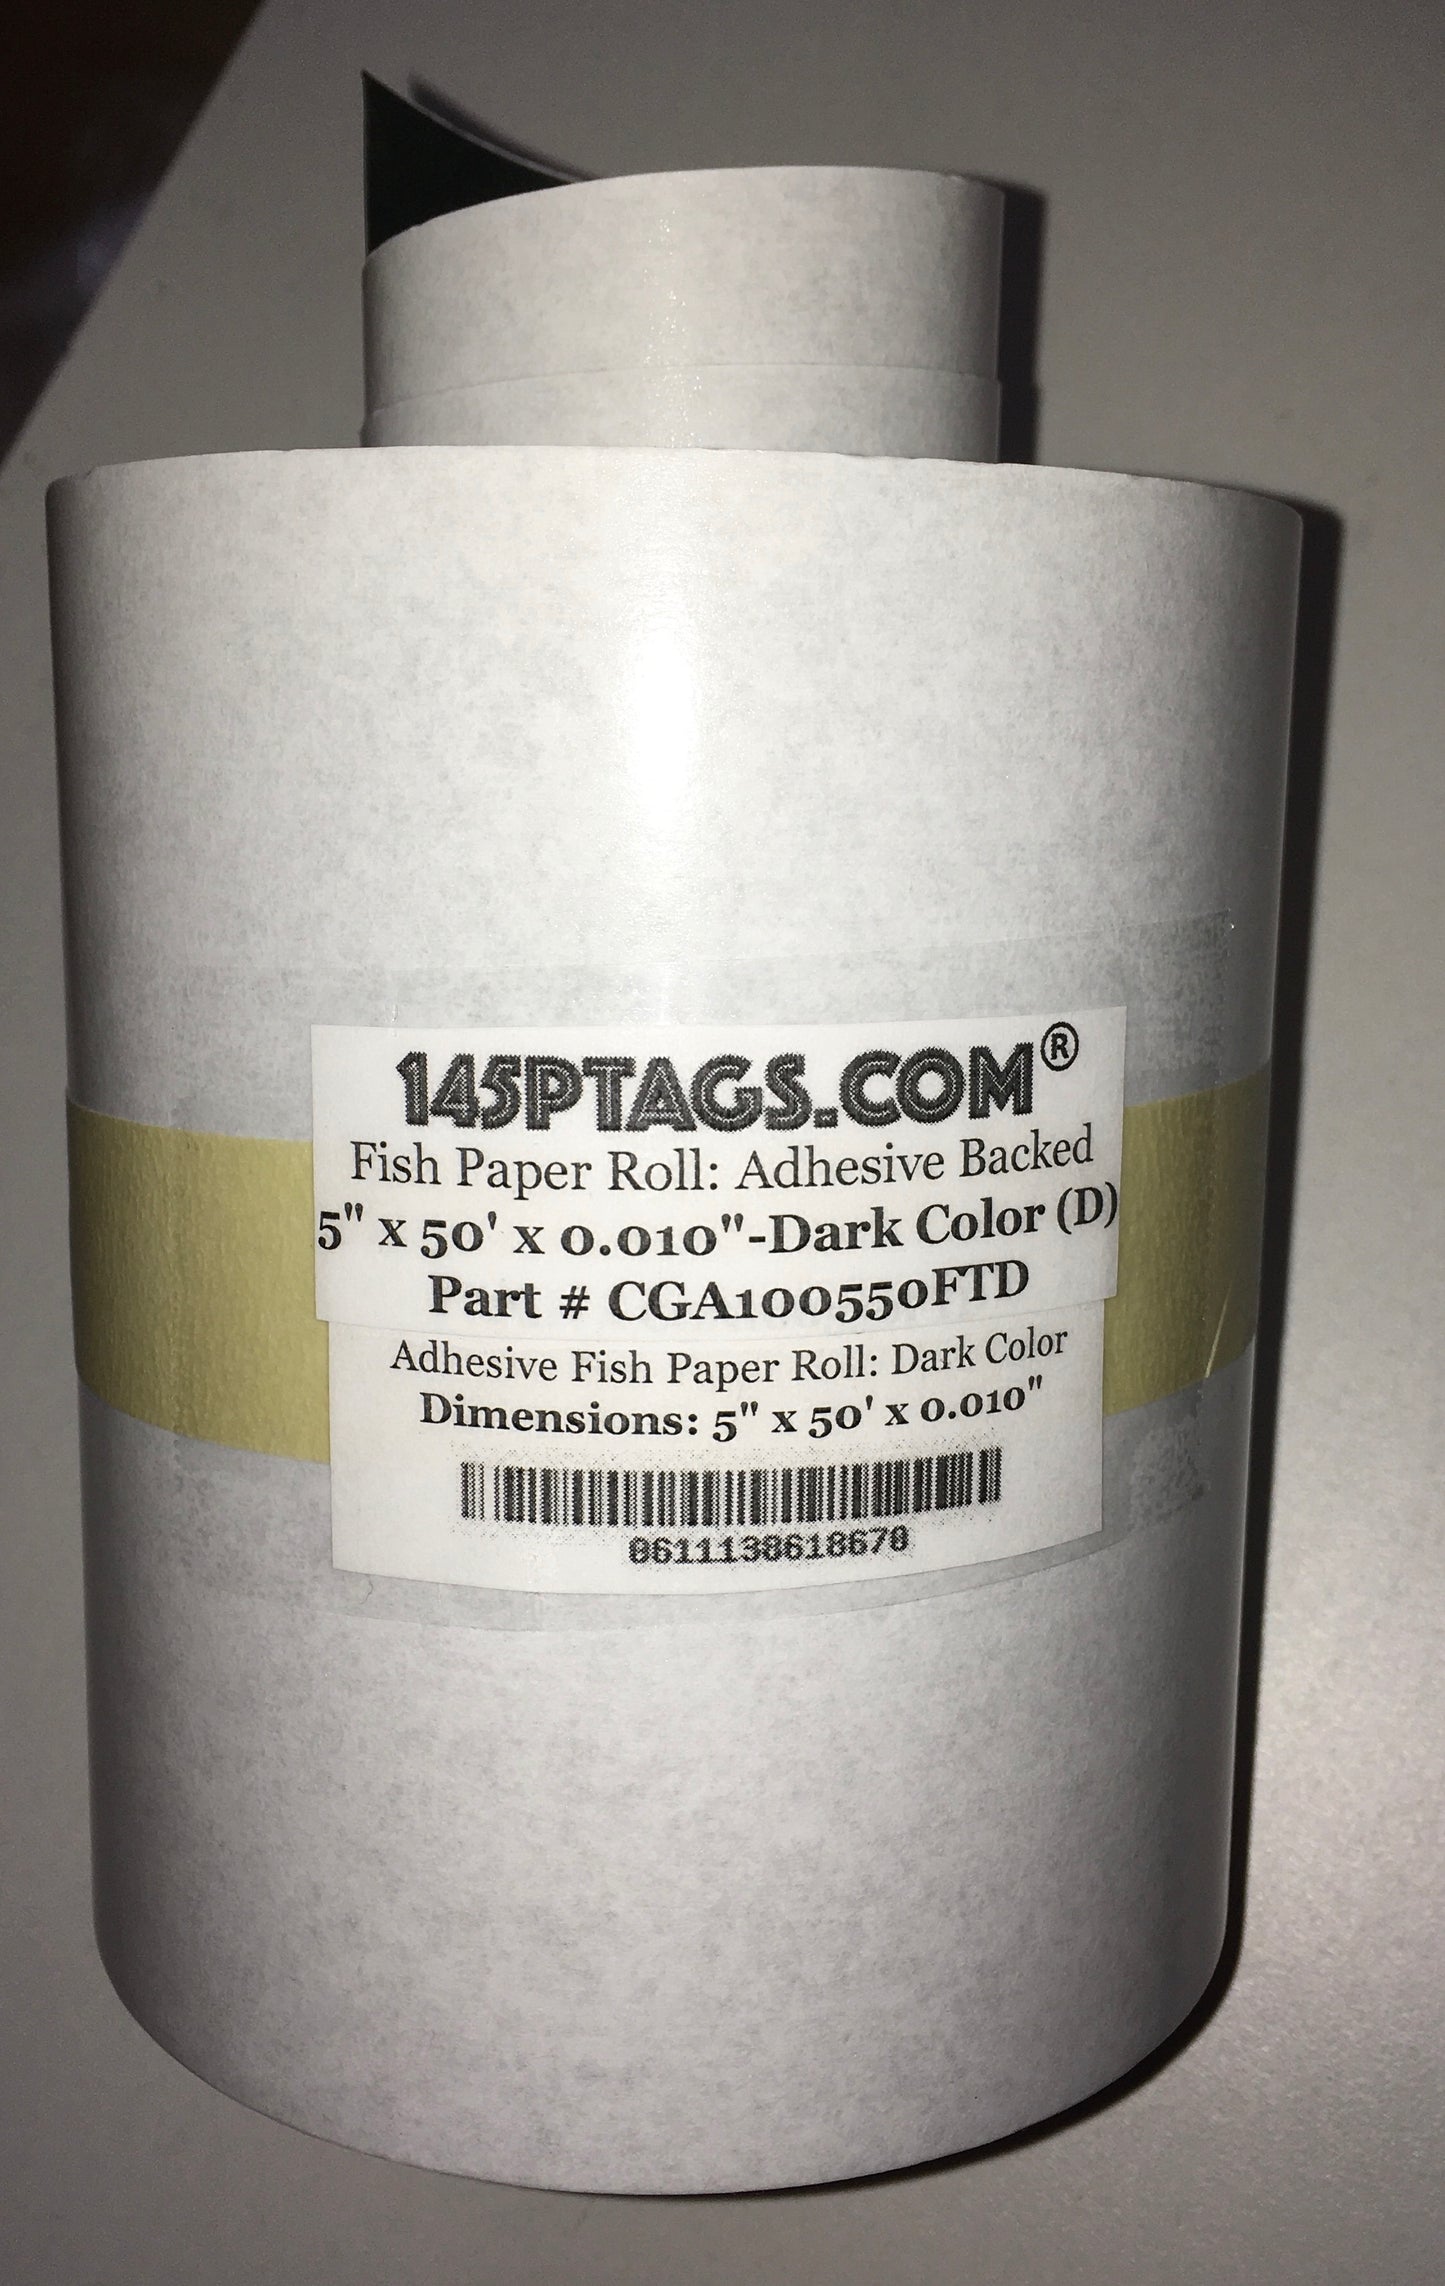 145PTAGS.COM®
Fish Paper Roll: Adhesive Backed
5" x 50' x 0.010"-Dark Color (D)
Part # CGA100550FTD
Adhesive Fish Paper Roll: Dark Color
Dimensions: 5" x 50' x 0.010"
0611138618670